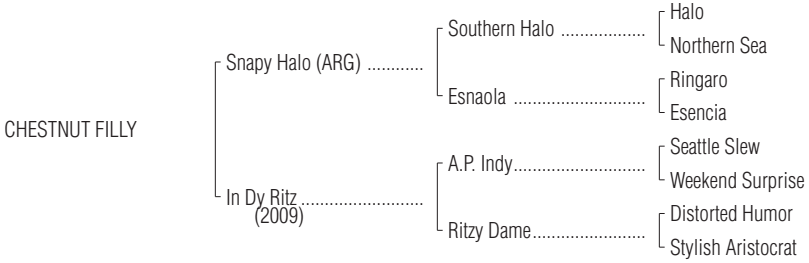 Halo
Southern Halo ..................
Northern Sea
Snapy Halo (ARG) ............
Ringaro
Esnaola ............................
Esencia
CHESTNUT FILLY
Seattle Slew
A.P. Indy............................
Weekend Surprise
In Dy Ritz ..........................
(2009)
Distorted Humor
Ritzy Dame........................
Stylish Aristocrat